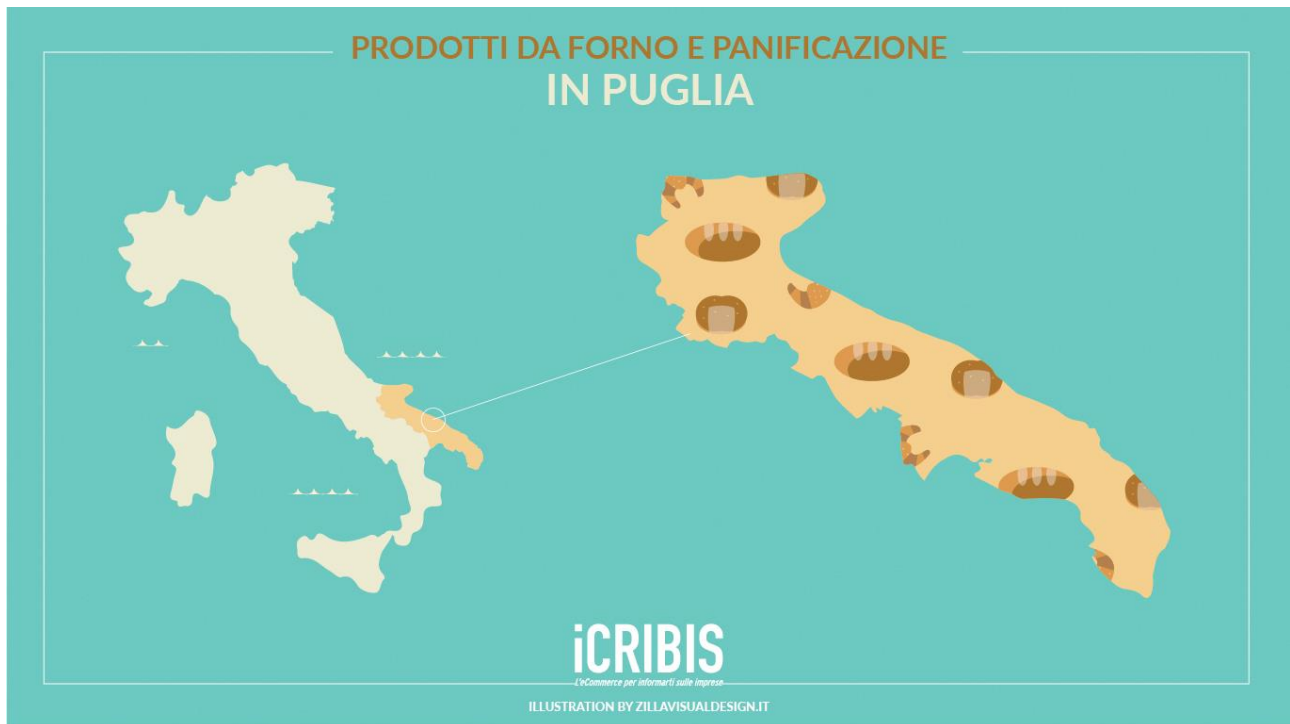 PRODOTTI DA FORNO E PANIFICAZIONE
IN PUGLIA
iCRIBIS
L'eCommerce per informarti sulle imprese
ILLUSTRATION BY ZILLAVISUALDESIGN.IT